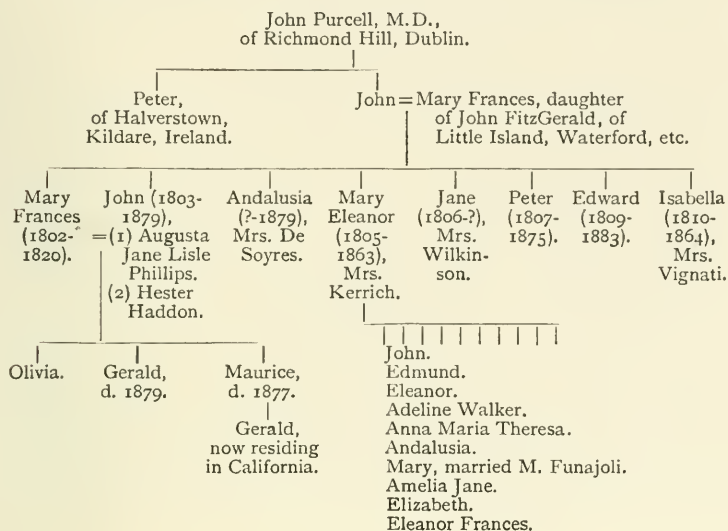 John Purcell, M.D.,
of Richmond Hill, Dublin.
Peter,
of Halverstown,
Kildare, Ireland.
John = Mary Frances, daughter
of John FitzGerald, of
Little Island, Waterford, etc.
Mary
Frances
(1802-
1820).
John (1803-
1879),
= (1) Augusta
Jane Lisle
Phillips.
(2) Hester
Haddon.
Andalusia
(?-1879),
Mrs. De
Soyres.
Mary
Eleanor
(1805-
1863),
Mrs.
Kerrich.
Jane
(1806-?),
Mrs.
Wilkin-
son.
Peter
(1807-
1875).
Edward
(1809-
1883).
Isabella
(1810-
1864),
Mrs.
Vignati.
Olivia.
Gerald,
d. 1879.
Maurice,
d. 1877.
Gerald,
now residing
in California.
John.
Edmund.
Eleanor.
Adeline Walker.
Anna Maria Theresa.
Andalusia.
Mary, married M. Funajoli.
Amelia Jane.
Elizabeth.
Eleanor Frances.